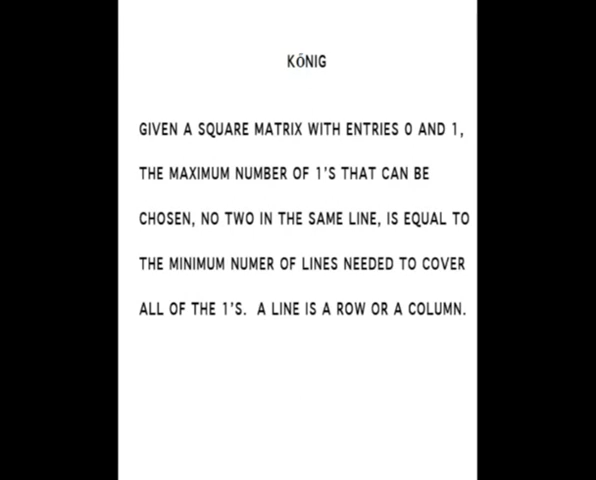 KŐNIG
GIVEN A SQUARE MATRIX WITH ENTRIES 0 AND 1,
THE MAXIMUM NUMBER OF 1'S THAT CAN BE
CHOSEN, NO TWO IN THE SAME LINE, IS EQUAL TO
THE MINIMUM NUMER OF LINES NEEDED TO COVER
ALL OF THE 1'S. A LINE IS A ROW OR A COLUMN.